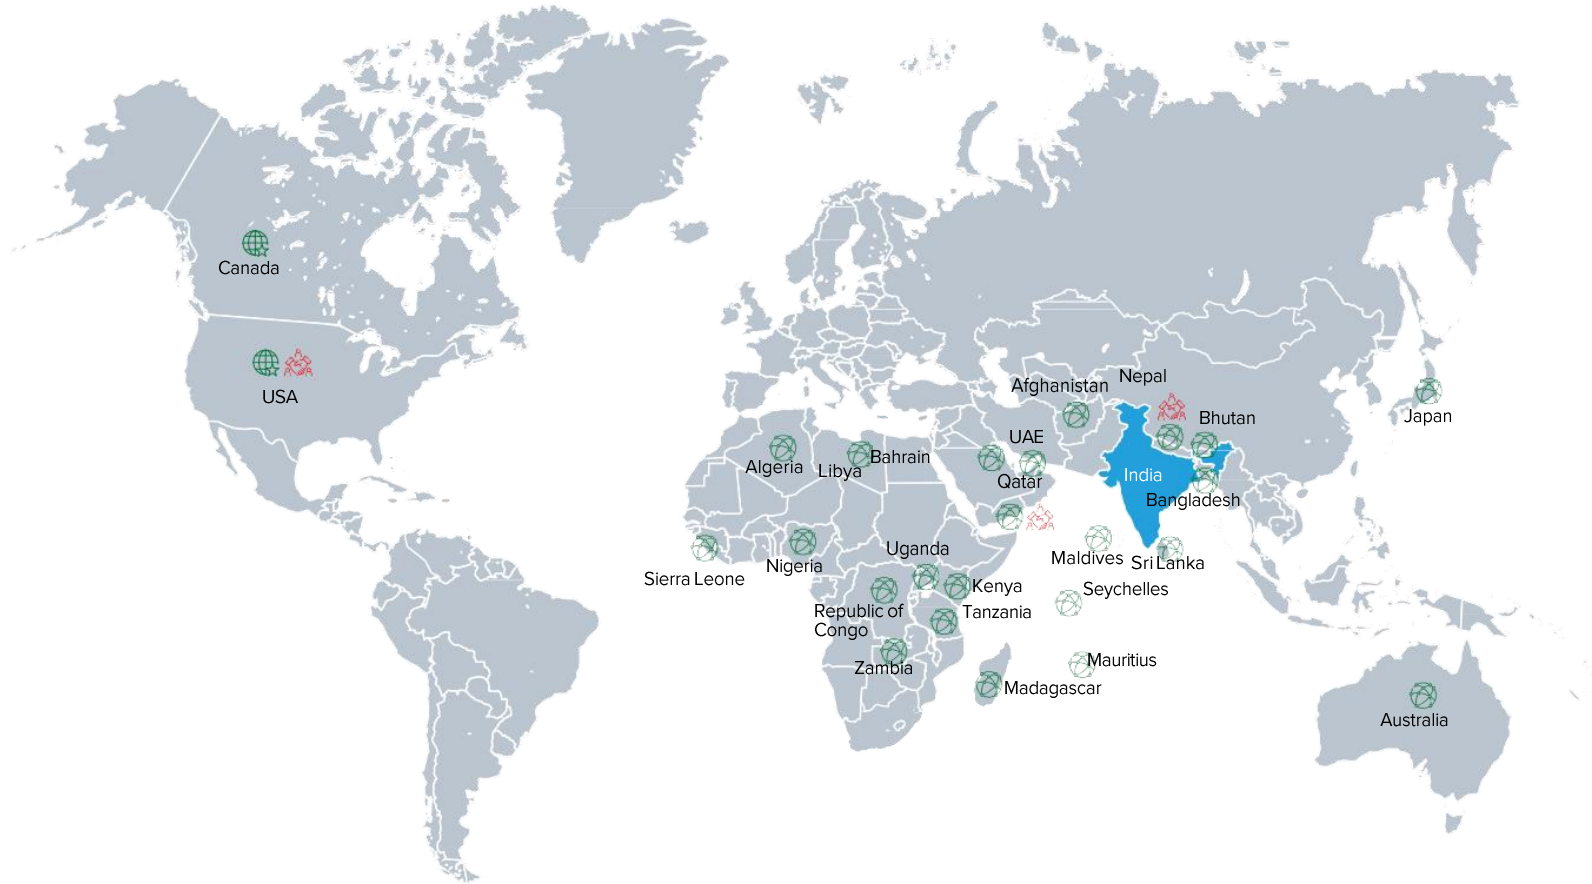 Canada
USA
Afghanistan
Nepal
Bhutan
Japan
UAE
Algeria
Libya
Bahrain
Qatar
India
Bangladesh
Sierra Leone
Nigeria
Uganda
Maldives
Sri Lanka
Kenya
Seychelles
Republic of
Congo
Tanzania
Zambia
Mauritius
Madagascar
Australia